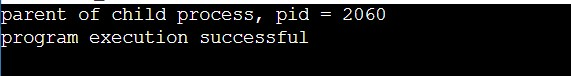 parent of child process, pid = 2060
program execution successful